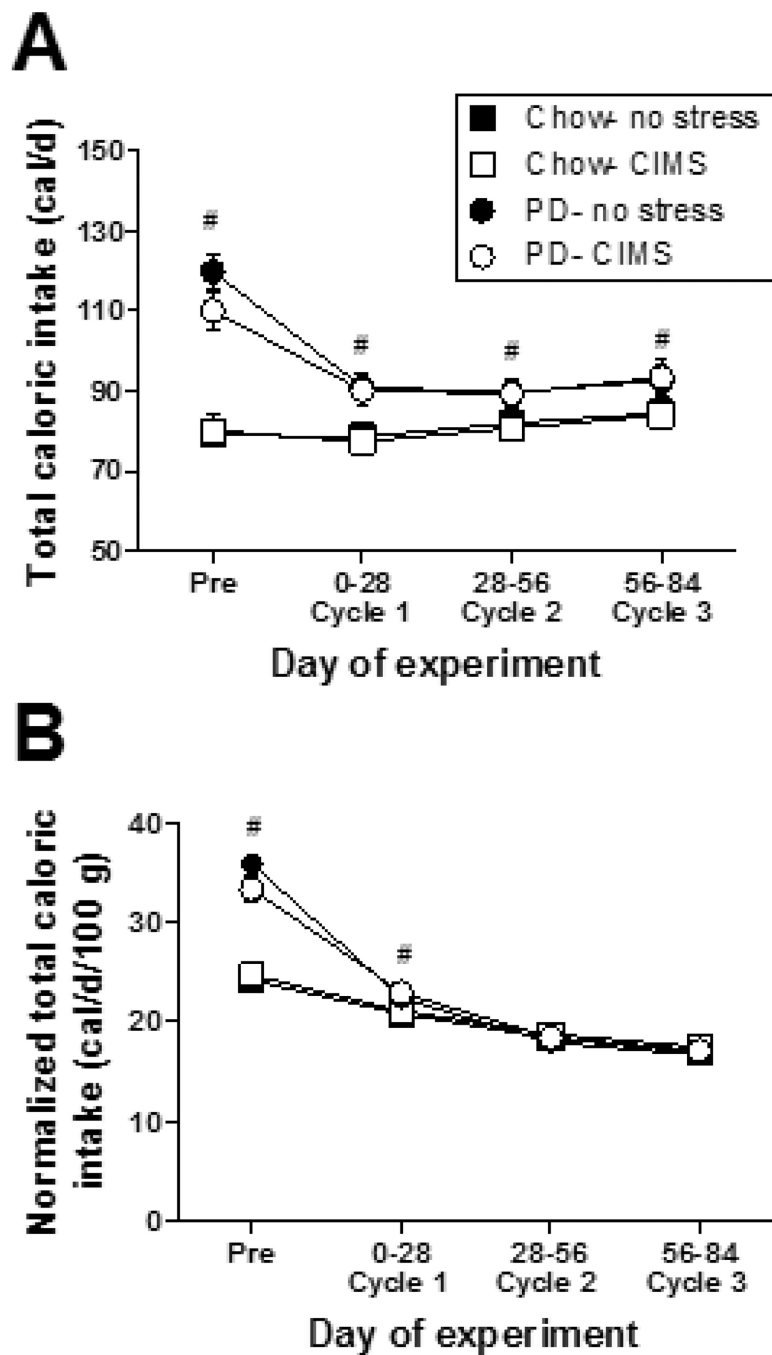 A
Chow- no stress
Chow- CIMS
PD- no stress
PD- CIMS
Total caloric intake (cal/d)
150
130
110
90
70
50
#
#
#
#
Pre
0-28
28-56
56-84
Cycle 1
Cycle 2
Cycle 3
Day of experiment
B
Normalized total caloric
intake (cal/d/100 g)
40
30
20
10
0
#
#
Pre
0-28
28-56
56-84
Cycle 1
Cycle 2
Cycle 3
Day of experiment